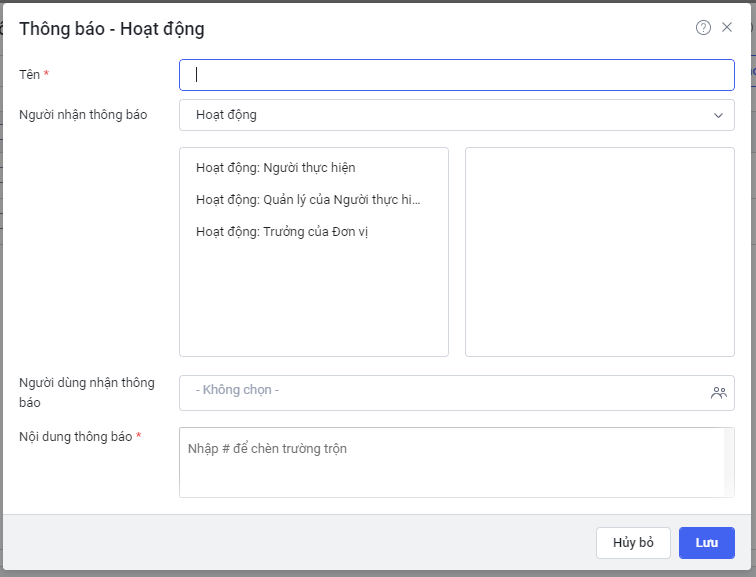 Thông báo - Hoạt động
Tên *
Người nhận thông báo
Hoạt động
Hoạt động: Người thực hiện
Hoạt động: Quản lý của Người thực hi...
Hoạt động: Trưởng của Đơn vị
Người dùng nhận thông
báo
- Không chọn -
Nội dung thông báo *
Nhập # để chèn trường trộn
Hủy bỏ
Lưu